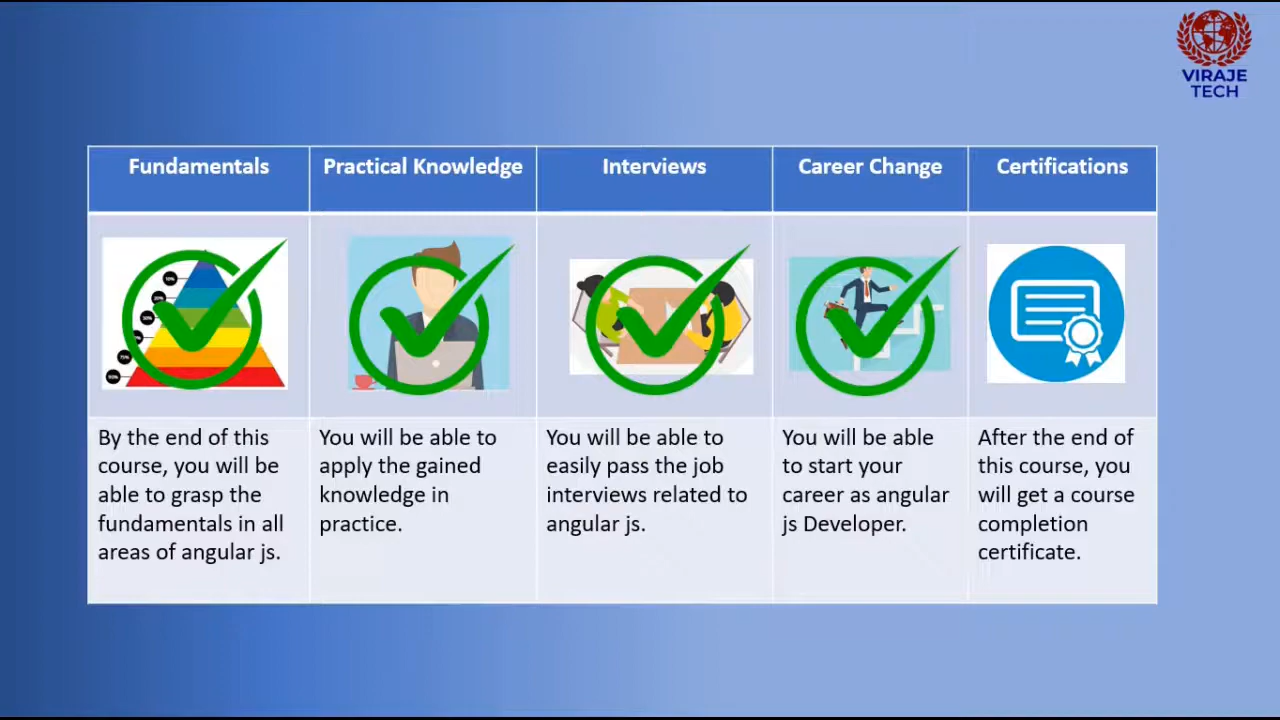 VIRAJE
TECH
Fundamentals
Practical Knowledge
Interviews
Career Change
Certifications
By the end of this
course, you will be
able to grasp the
fundamentals in all
areas of angular js.
You will be able to
apply the gained
knowledge in
practice.
You will be able to
easily pass the job
interviews related to
angular js.
You will be able
to start your
career as angular
js Developer.
After the end of
this course, you
will get a course
completion
certificate.